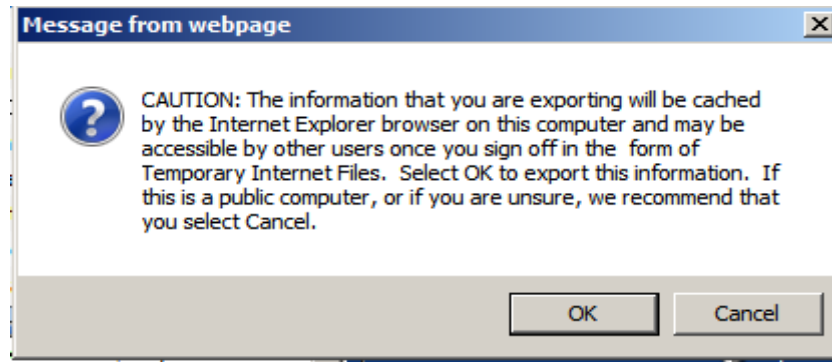 Message from webpage
CAUTION: The information that you are exporting will be cached
by the Internet Explorer browser on this computer and may be
accessible by other users once you sign off in the  form of
Temporary Internet Files.  Select OK to export this information.  If
this is a public computer, or if you are unsure, we recommend that
you select Cancel.
OK
Cancel